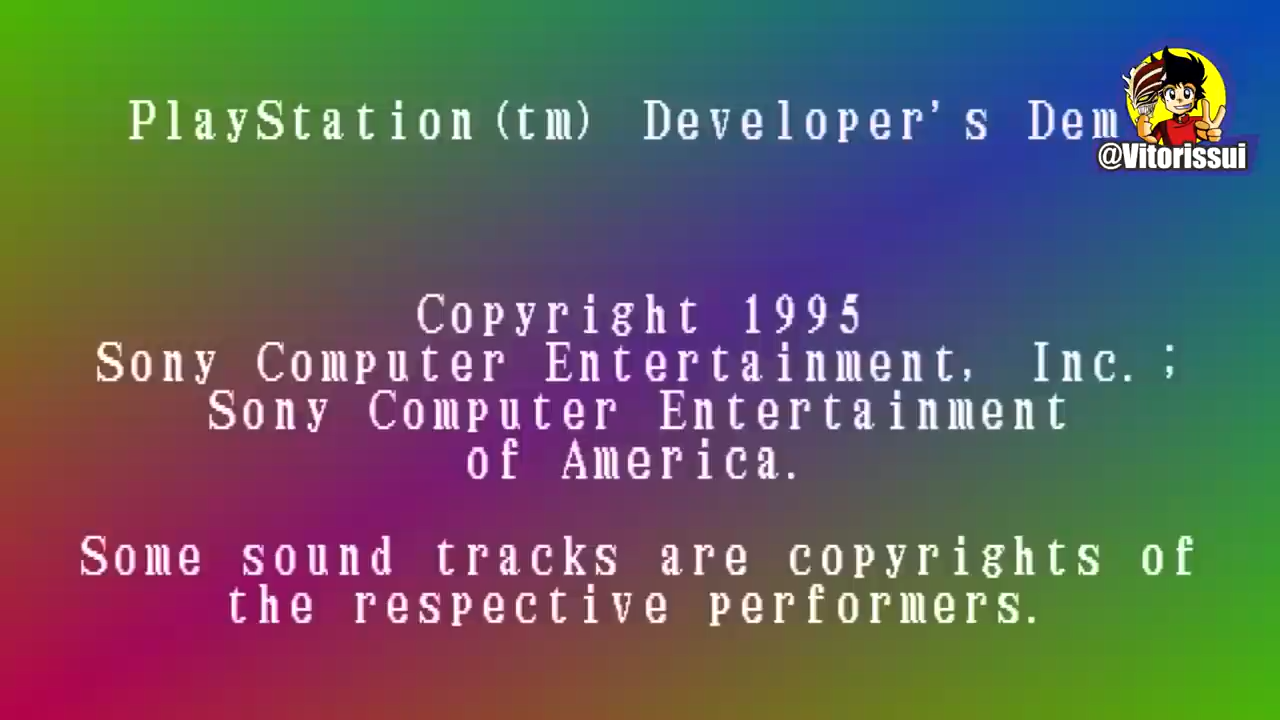 PlayStation(tm) Developer's Dem
@Vitorissui
Copyright 1995
Sony Computer Entertainment, Inc.;
Sony Computer Entertainment
of America.
Some sound tracks are copyrights of
the respective performers.